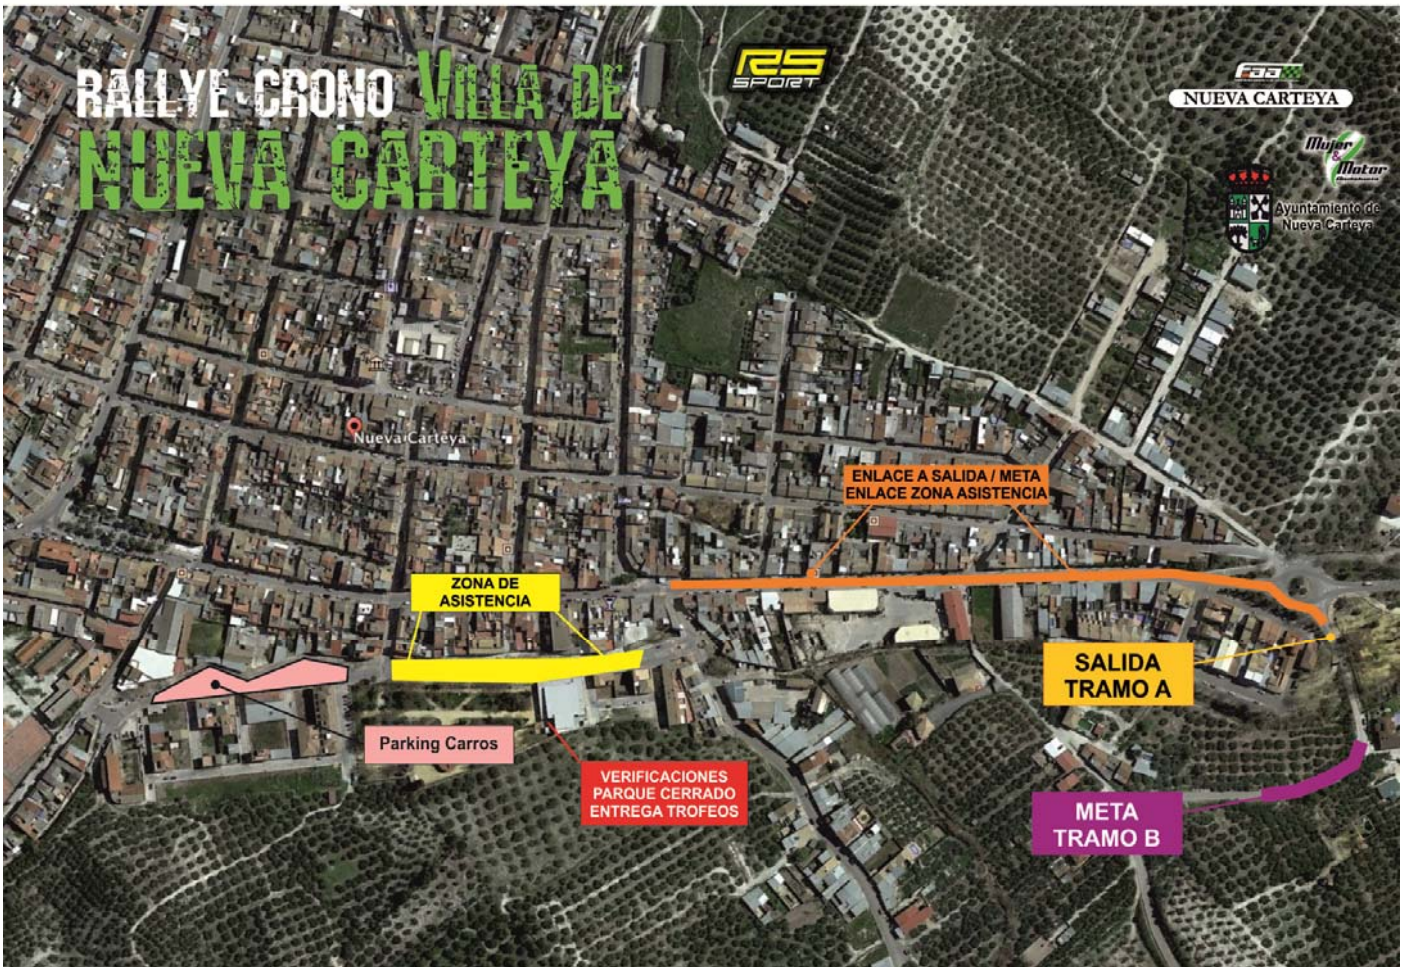 RALLYE-CRONO VILLA DE
NUEVA CARTEYA
RS
SPORT
FAA
NUEVA CARTEYA
Mujer
&
Motor
Ayuntamiento de
Nueva Carteya
Nueva Carteya
ENLACE A SALIDA / META
ENLACE ZONA ASISTENCIA
ZONA DE
ASISTENCIA
SALIDA
TRAMO A
Parking Carros
VERIFICACIONES
PARQUE CERRADO
ENTREGA TROFEOS
META
TRAMO B